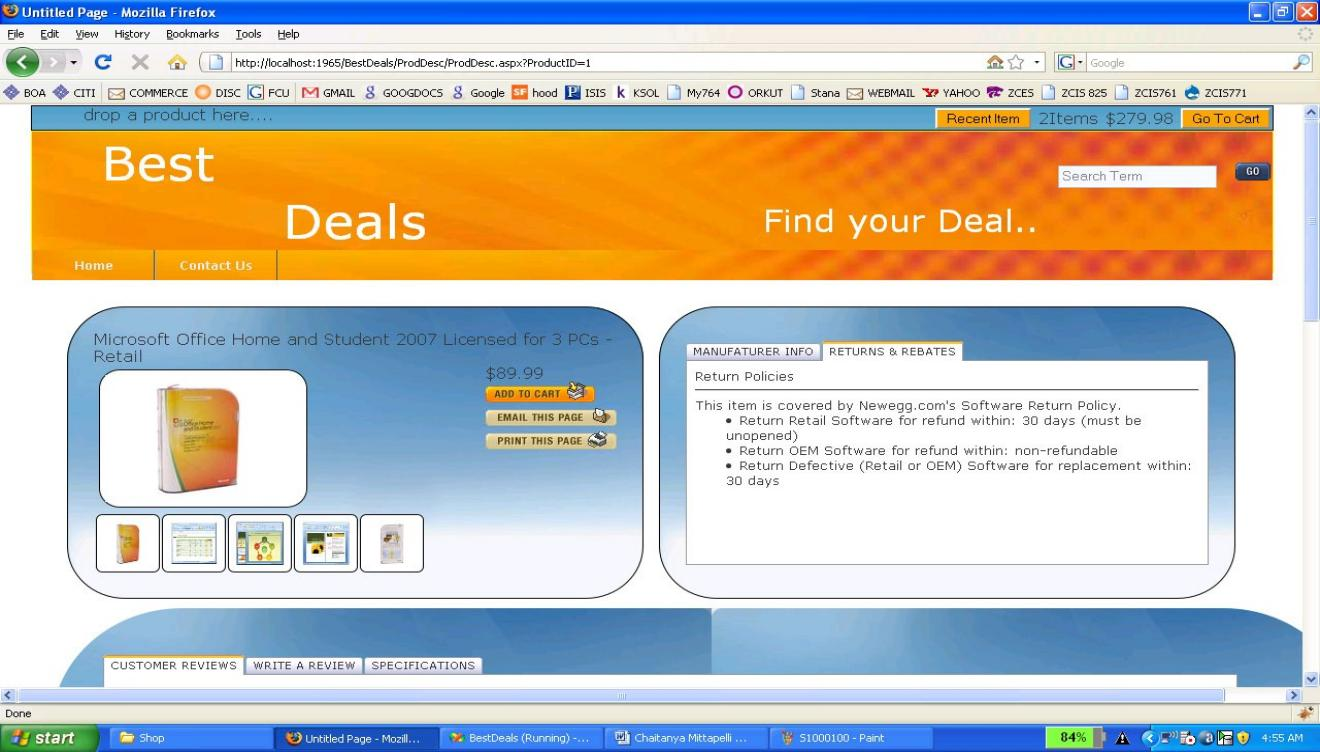 Untitled Page - Mozilla Firefox
File Edit View History Bookmarks Tools Help
http://localhost:1965/BestDeals/ProdDesc/ProdDesc.aspx?ProductID=1
Google
BOA CITI COMMERCE DISC FCU GMAIL GOOGDOCS Google hood ISIS KSOL My764 ORKUT Stana WEBMAIL YAHOO ZCES ZCIS 825 ZCIS761 ZCIS771
drop a product here....
Recent Item 2Items $279.98 Go To Cart
Best
Search Term GO
Deals
Find your Deal..
Home Contact Us
Microsoft Office Home and Student 2007 Licensed for 3 PCs -
Retail
$89.99
ADD TO CART
EMAIL THIS PAGE
PRINT THIS PAGE
MANUFATURER INFO RETURNS & REBATES
Return Policies
This item is covered by Newegg.com's Software Return Policy.
• Return Retail Software for refund within: 30 days (must be
unopened)
• Return OEM Software for refund within: non-refundable
• Return Defective (Retail or OEM) Software for replacement within:
30 days
CUSTOMER REVIEWS WRITE A REVIEW SPECIFICATIONS
Done
start Shop Untitled Page - Mozill... BestDeals (Running) -... Chaitanya Mittapelli ... S1000100 - Paint 84% 4:55 AM